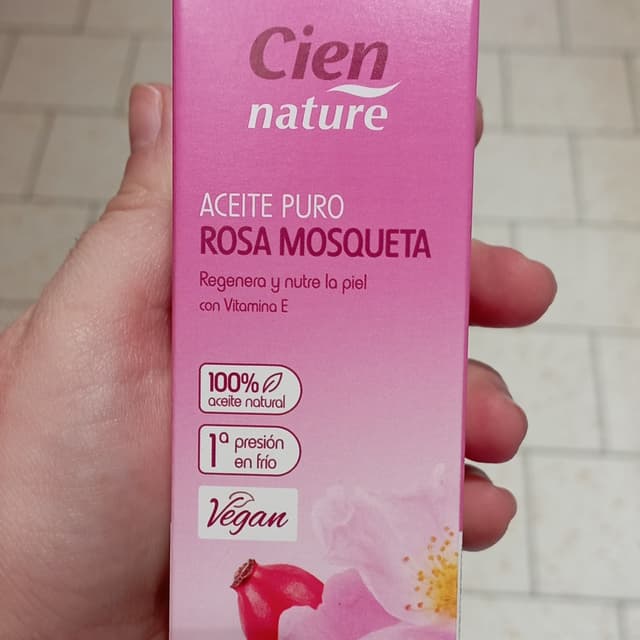 Cien
nature
ACEITE PURO
ROSA MOSQUETA
Regenera y nutre la piel
con Vitamina E
100%
aceite natural
1ª presión
en frío
Vegan